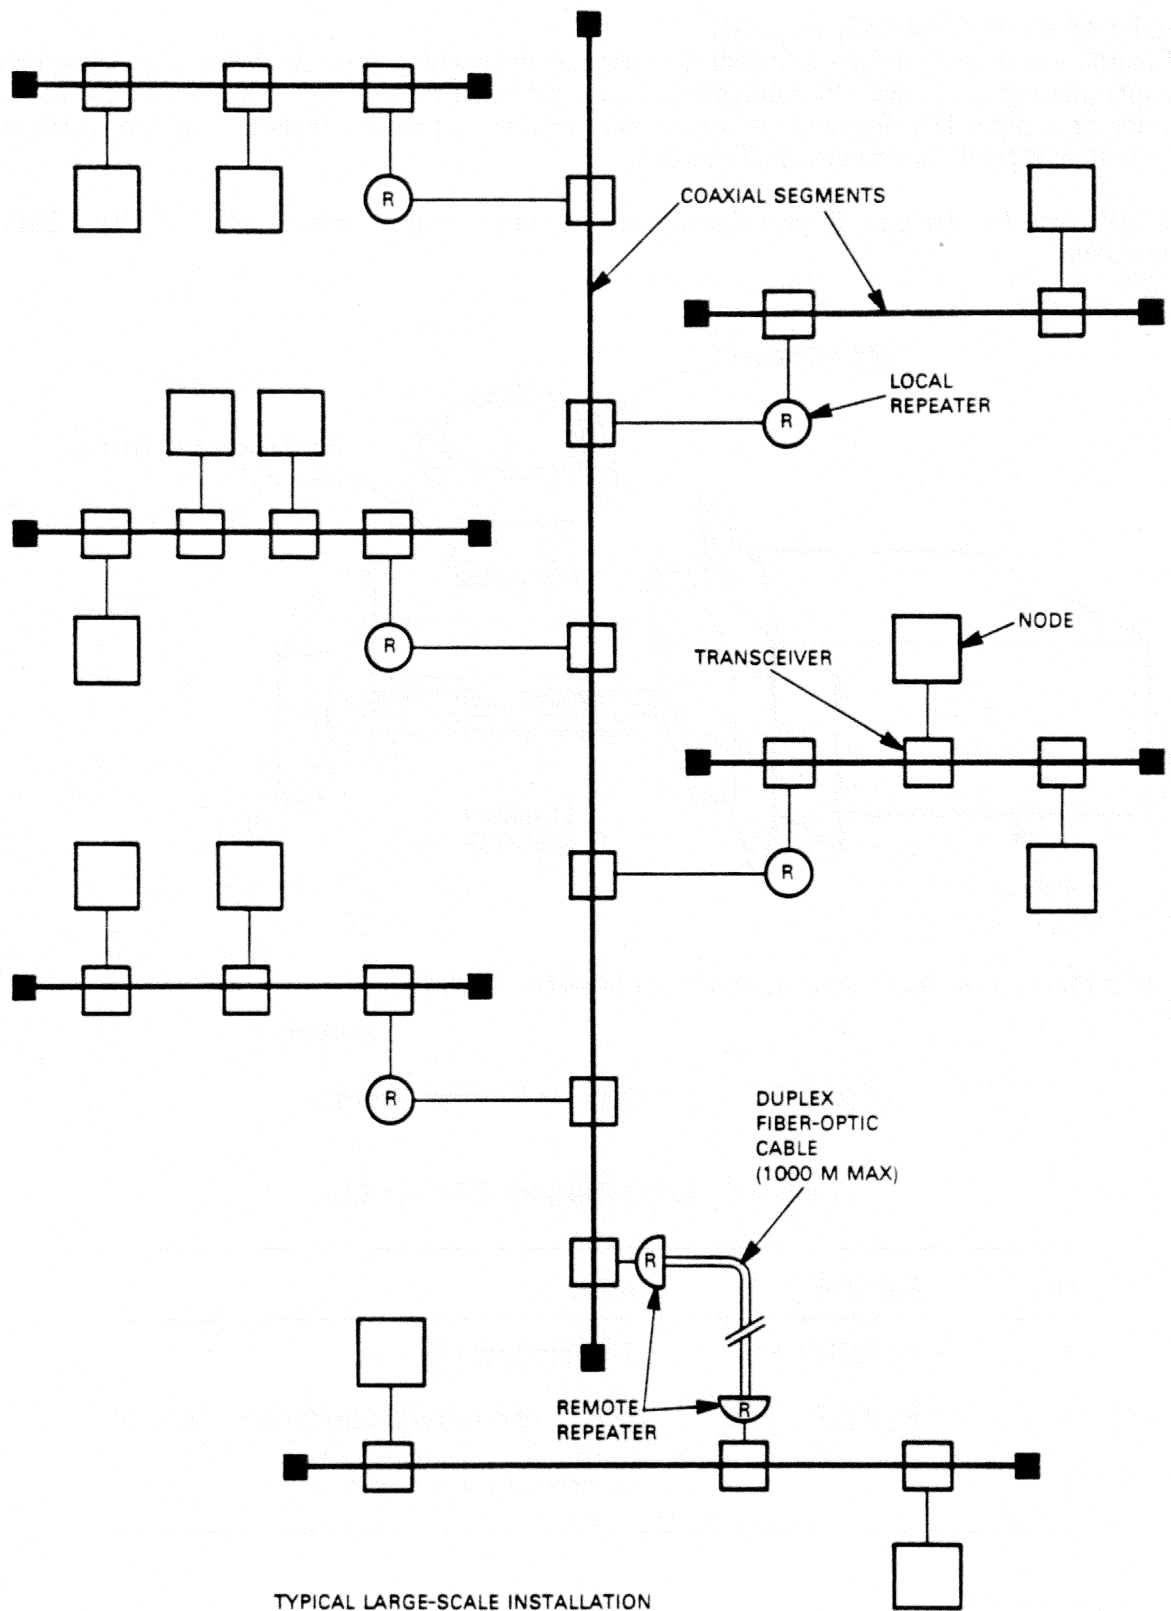 COAXIAL SEGMENTS
R
LOCAL
REPEATER
R
NODE
TRANSCEIVER
R
R
R
DUPLEX
FIBER-OPTIC
CABLE
(1000 M MAX)
R
REMOTE
REPEATER
R
TYPICAL LARGE-SCALE INSTALLATION